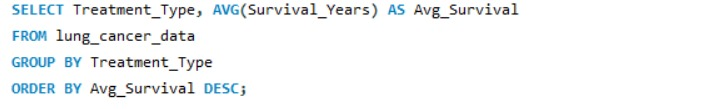 SELECT Treatment_Type, AVG(Survival_Years) AS Avg_Survival
FROM lung_cancer_data
GROUP BY Treatment_Type
ORDER BY Avg_Survival DESC;